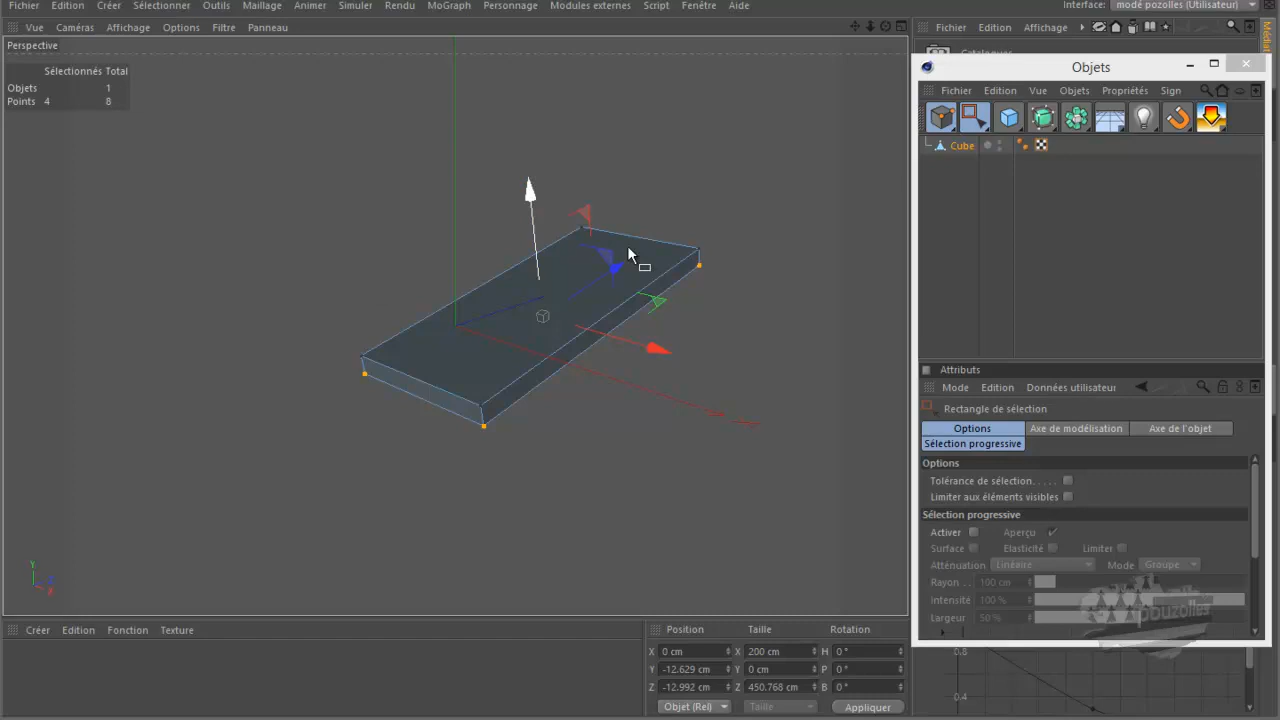 Fichier Edition Créer Sélectionner Outils Maillage Animer Simuler Rendu MoGraph Personnage Modules externes Script Fenêtre Aide
Interface: modé pozolles (Utilisateur)
Vue Caméras Affichage Options Filtre Panneau
Fichier Edition Affichage
Perspective
Sélectionnés Total
Objets 1
Points 4 8
Objets
Fichier Edition Vue Objets Propriétés Sign
Cube
Attributs
Mode Edition Données utilisateur
Rectangle de sélection
Options Axe de modélisation Axe de l'objet
Sélection progressive
Options
Tolérance de sélection . . . . .
Limiter aux éléments visibles
Sélection progressive
Activer Aperçu
Surface Elasticité Limiter
Atténuation Linéaire Mode Groupe
Rayon . . 100 cm
Intensité 100 %
Largeur 50 %
Y
Créer Edition Fonction Texture
Position Taille Rotation
X 0 cm X 200 cm H 0 °
Y -12.629 cm Y 0 cm P 0 °
Z -12.992 cm Z 450.768 cm B 0 °
Objet (Rel) Taille Appliquer
0.8
0.4